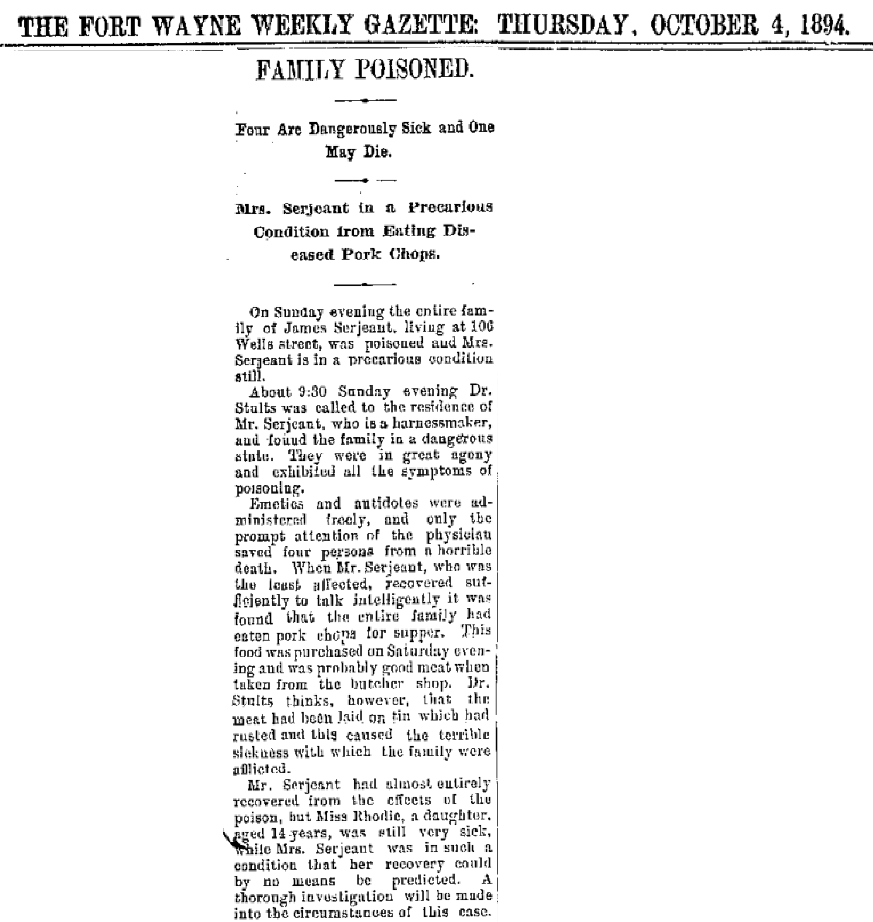 THE FORT WAYNE WEEKLY GAZETTE: THURSDAY, OCTOBER 4, 1894.
FAMILY POISONED.
Four Are Dangerously Sick and One
May Die.
Mrs. Serjeant in a Precarious
Condition from Eating Dis-
eased Pork Chops.
On Sunday evening the entire fam-
ily of James Serjeant, living at 106
Wells street, was poisoned and Mrs.
Serjeant is in a precarious condition
still.
About 9:30 Sunday evening Dr.
Stults was called to the residence of
Mr. Serjeant, who is a harnessmaker,
and found the family in a dangerous
state. They were in great agony
and exhibited all the symptoms of
poisoning.
Emetics and antidotes were ad-
ministered freely, and only the
prompt attention of the physician
saved four persons from a horrible
death. When Mr. Serjeant, who was
the least affected, recovered suf-
ficiently to talk intelligently it was
found that the entire family had
eaten pork chops for supper. This
food was purchased on Saturday even-
ing and was probably good meat when
taken from the butcher shop. Dr.
Stults thinks, however, that the
meat had been laid on tin which had
rusted and this caused the terrible
sickness with which the family were
afflicted.
Mr. Serjeant had almost entirely
recovered from the effects of the
poison, but Miss Rhodie, a daughter,
aged 14 years, was still very sick,
while Mrs. Serjeant was in such a
condition that her recovery could
by no means be predicted. A
thorough investigation will be made
into the circumstances of this case.